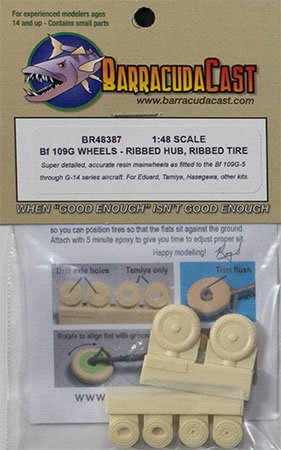 For experienced modelers ages
14 and up - Contains small parts
BARRACUDACAST
www.barracudacast.com
BR48387 1:48 SCALE
Bf 109G WHEELS - RIBBED HUB, RIBBED TIRE
Super detailed, accurate resin mainwheels as fitted to the Bf 109G-5
through G-14 series aircraft. For Eduard, Tamiya, Hasegawa, other kits.
WHEN "GOOD ENOUGH" ISN'T GOOD ENOUGH
so you can position tires so that the flats sit against the ground.
Attach with 5 minute epoxy to give you time to adjust proper sit.
Happy modelling!
Drill axle holes
Tamiya only
Trim flush
Rotate to align flat with
www